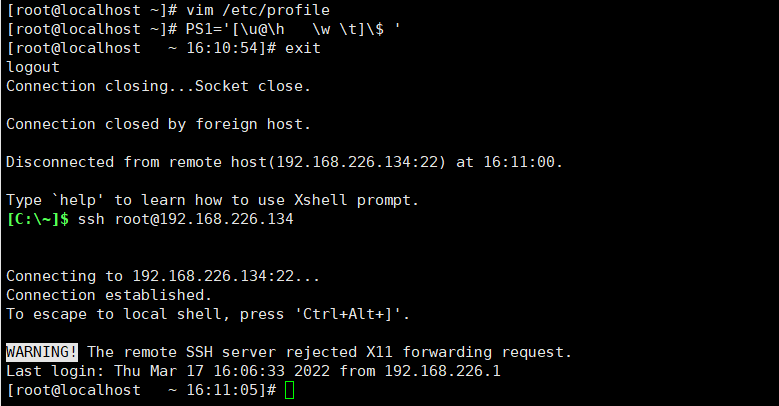 [root@localhost ~]# vim /etc/profile
[root@localhost ~]# PS1='[\u@\h   \w \t]\$ '
[root@localhost   ~ 16:10:54]# exit
logout
Connection closing...Socket close.
Connection closed by foreign host.
Disconnected from remote host(192.168.226.134:22) at 16:11:00.
Type `help' to learn how to use Xshell prompt.
[C:\~]$ ssh root@192.168.226.134
Connecting to 192.168.226.134:22...
Connection established.
To escape to local shell, press 'Ctrl+Alt+]'.
WARNING! The remote SSH server rejected X11 forwarding request.
Last login: Thu Mar 17 16:06:33 2022 from 192.168.226.1
[root@localhost   ~ 16:11:05]#